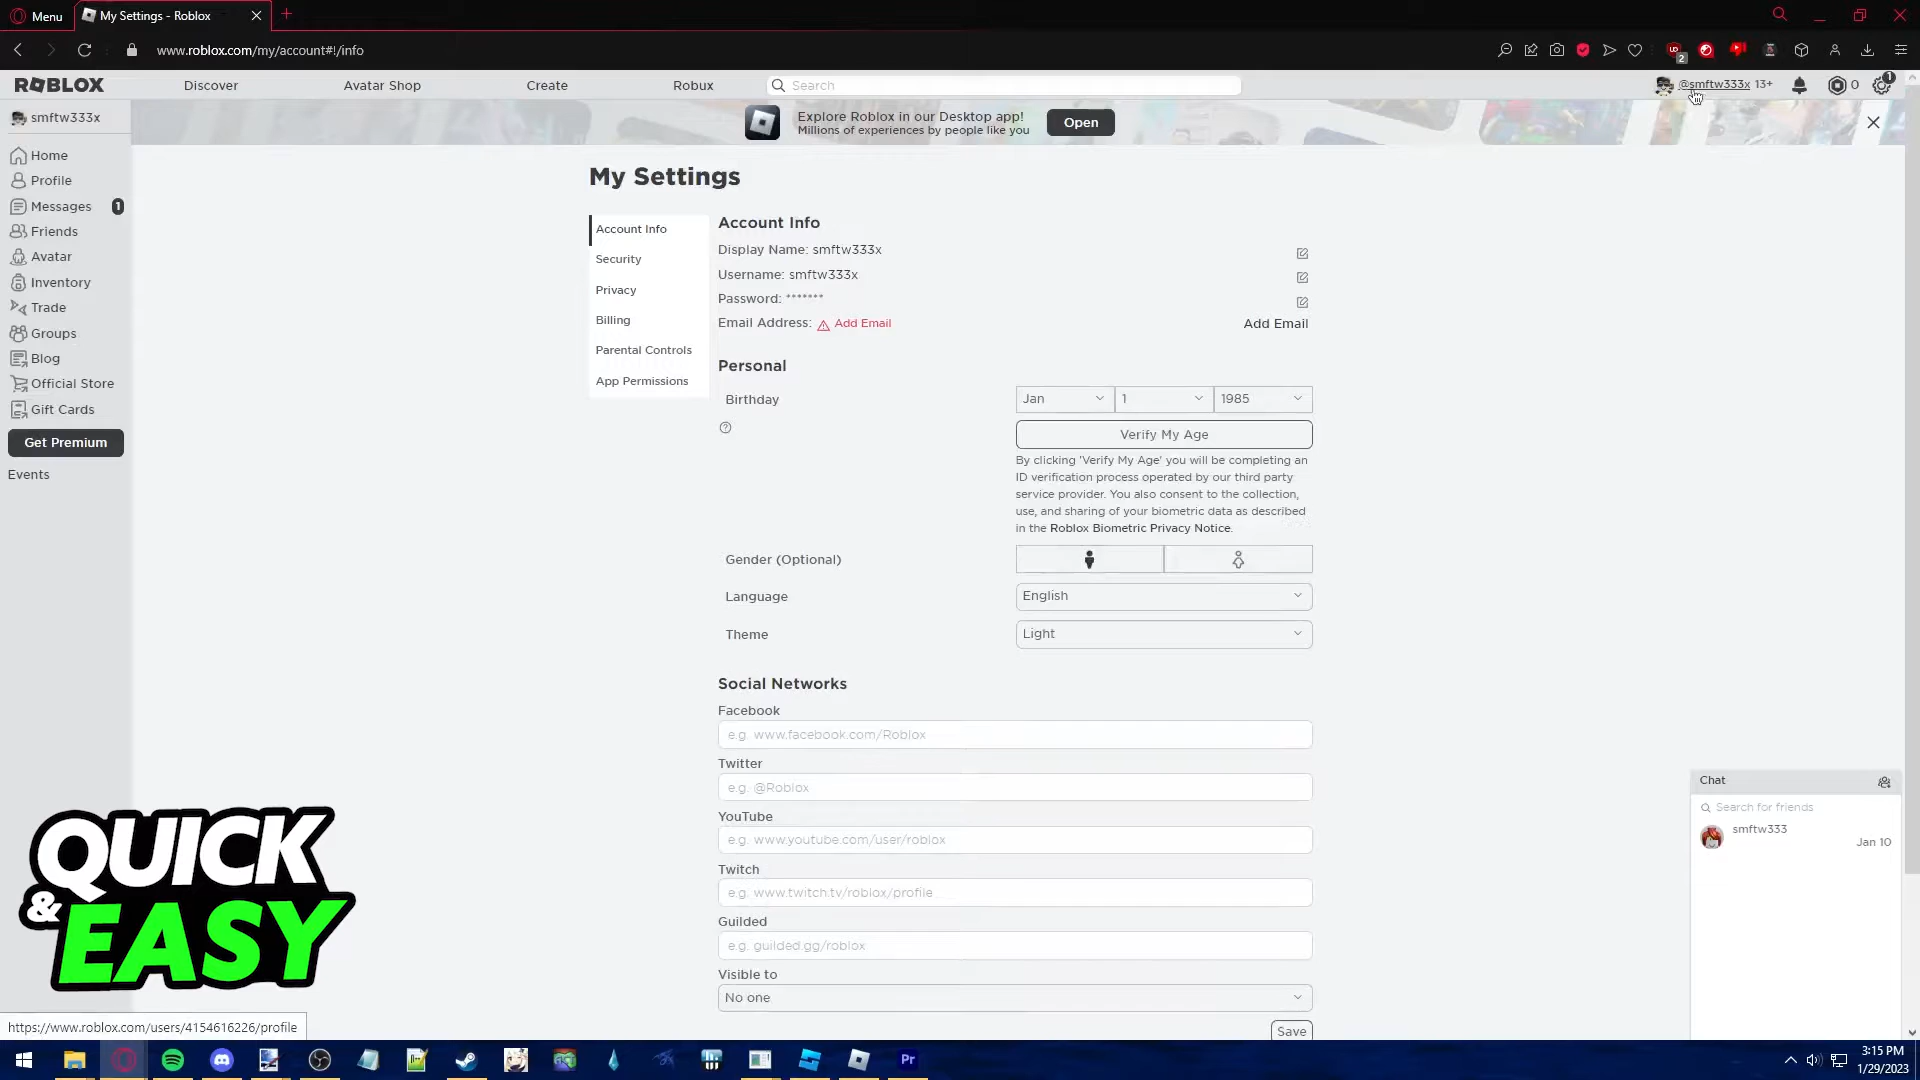 Menu
My Settings - Roblox
www.roblox.com/my/account#!/info
2
ROBLOX
Discover
Avatar Shop
Create
Robux
Search
@smftw333x 13+
0
1
smftw333x
Explore Roblox in our Desktop app!
Millions of experiences by people like you
Open
Home
Profile
Messages 1
Friends
Avatar
Inventory
Trade
Groups
Blog
Official Store
Gift Cards
Get Premium
Events
My Settings
Account Info
Security
Privacy
Billing
Parental Controls
App Permissions
Account Info
Display Name: smftw333x
Username: smftw333x
Password: *******
Email Address: Add Email
Add Email
Personal
Birthday
Jan
1
1985
Verify My Age
By clicking 'Verify My Age' you will be completing an
ID verification process operated by our third party
service provider. You also consent to the collection,
use, and sharing of your biometric data as described
in the Roblox Biometric Privacy Notice.
Gender (Optional)
Language
English
Theme
Light
Social Networks
Facebook
e.g. www.facebook.com/Roblox
Twitter
e.g. @Roblox
YouTube
e.g. www.youtube.com/user/roblox
Twitch
e.g. www.twitch.tv/roblox/profile
Guilded
e.g. guilded.gg/roblox
Visible to
No one
Save
Chat
Search for friends
smftw333
Jan 10
QUICK
& EASY
https://www.roblox.com/users/4154616226/profile
Pr
3:15 PM
1/29/2023